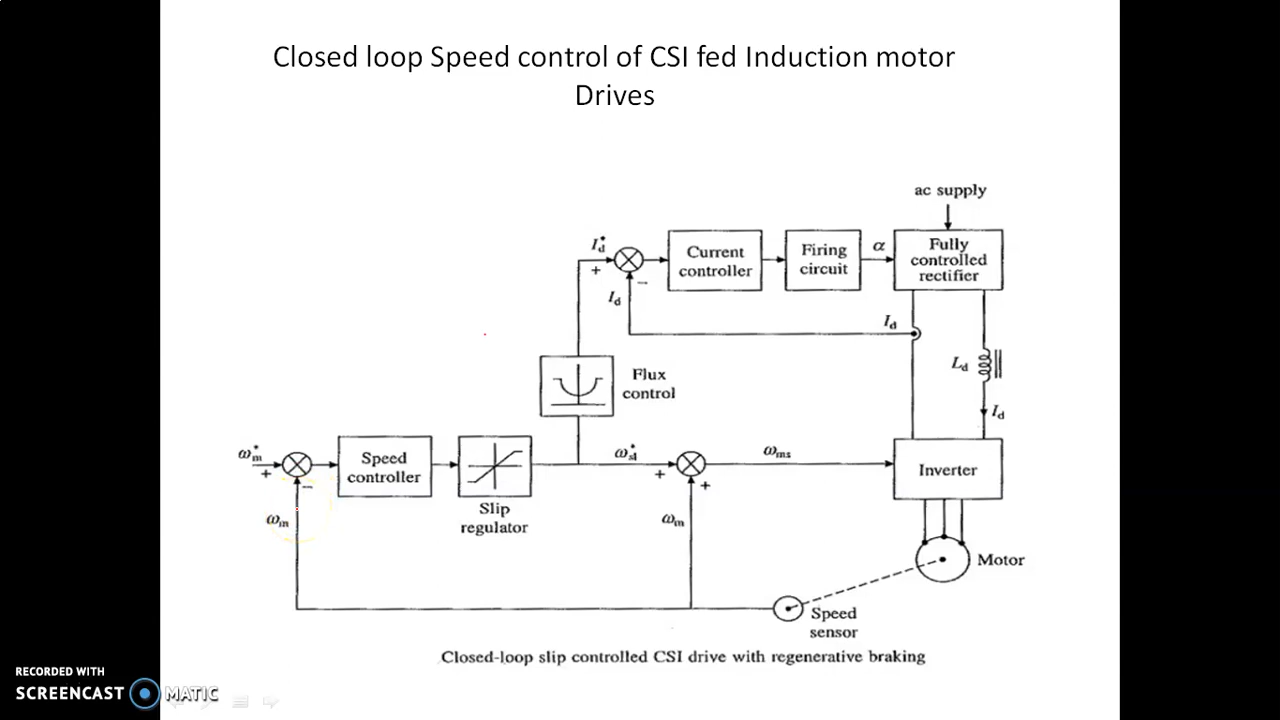 Closed loop Speed control of CSI fed Induction motor
Drives
ac supply
I*d
+
−
Current
controller
Firing
circuit
α
Fully
controlled
rectifier
Id
Id
Ld
Id
Flux
control
ω*m
+
−
Speed
controller
Slip
regulator
ω*sl
+
+
ωms
Inverter
ωm
ωm
Motor
Speed
sensor
Closed-loop slip controlled CSI drive with regenerative braking
RECORDED WITH
SCREENCAST MATIC